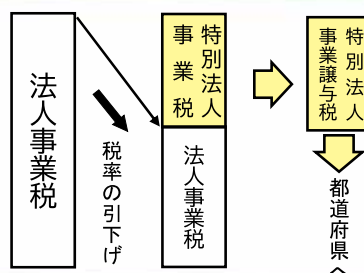 法人事業税
税率の引下げ
特別法人
事業税
法人事業税
特別法人
事業譲与税
都道府県へ